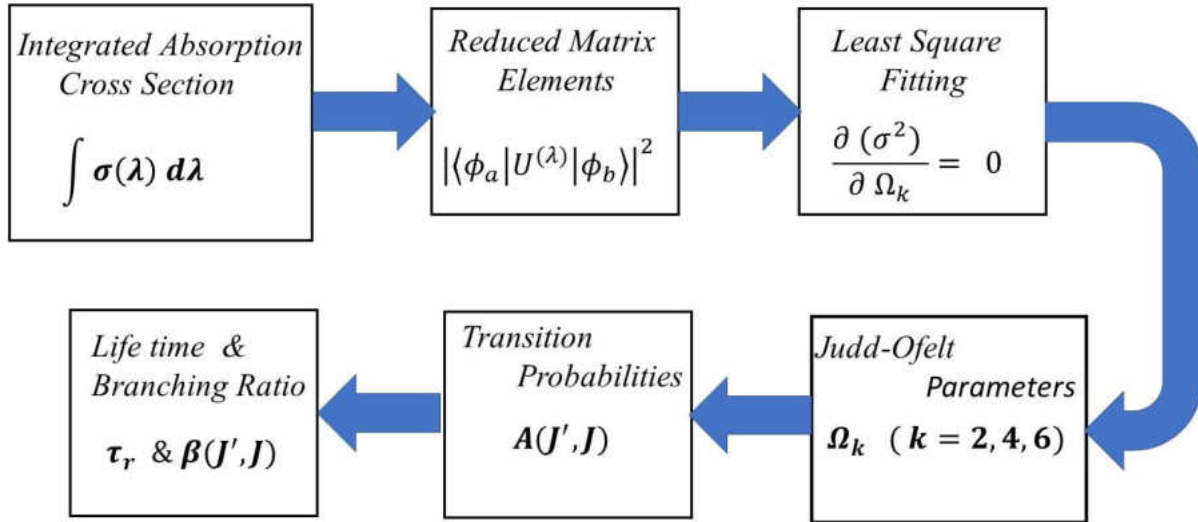 Integrated Absorption
Cross Section
∫ σ(λ) dλ
Reduced Matrix
Elements
|⟨ϕₐ|U^(λ)|ϕ_b⟩|²
Least Square
Fitting
∂ (σ²)
∂ Ωₖ
= 0
Judd-Ofelt
Parameters
Ωₖ ( k = 2, 4, 6)
Transition
Probabilities
A(J′, J)
Life time &
Branching Ratio
τᵣ & β(J′, J)